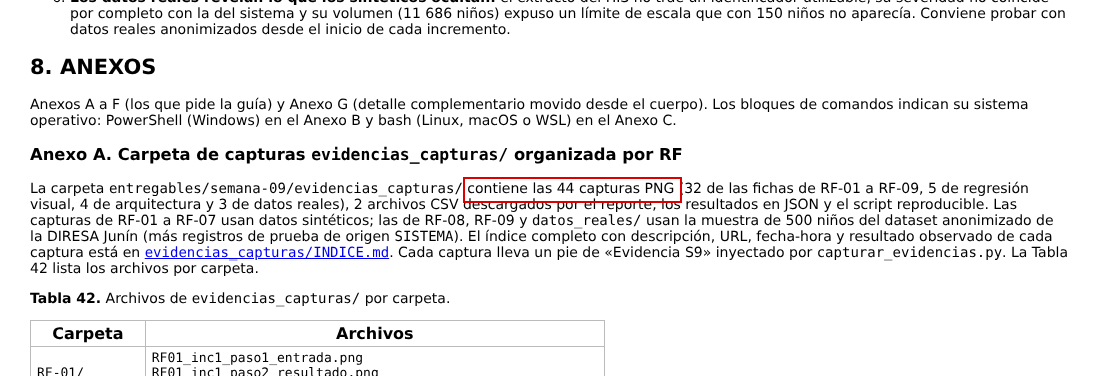 por completo con la del sistema y su volumen (11 686 niños) expuso un límite de escala que con 150 niños no aparecía. Conviene probar con
datos reales anonimizados desde el inicio de cada incremento.
8. ANEXOS
Anexos A a F (los que pide la guía) y Anexo G (detalle complementario movido desde el cuerpo). Los bloques de comandos indican su sistema
operativo: PowerShell (Windows) en el Anexo B y bash (Linux, macOS o WSL) en el Anexo C.
Anexo A. Carpeta de capturas evidencias_capturas/ organizada por RF
La carpeta entregables/semana-09/evidencias_capturas/ contiene las 44 capturas PNG (32 de las fichas de RF-01 a RF-09, 5 de regresión
visual, 4 de arquitectura y 3 de datos reales), 2 archivos CSV descargados por el reporte, los resultados en JSON y el script reproducible. Las
capturas de RF-01 a RF-07 usan datos sintéticos; las de RF-08, RF-09 y datos_reales/ usan la muestra de 500 niños del dataset anonimizado de
la DIRESA Junín (más registros de prueba de origen SISTEMA). El índice completo con descripción, URL, fecha-hora y resultado observado de cada
captura está en evidencias_capturas/INDICE.md. Cada captura lleva un pie de «Evidencia S9» inyectado por capturar_evidencias.py. La Tabla
42 lista los archivos por carpeta.
Tabla 42. Archivos de evidencias_capturas/ por carpeta.
Carpeta Archivos
RF01_inc1_paso1_entrada.png
RF-01/ RF01_inc1_paso2_resultado.png